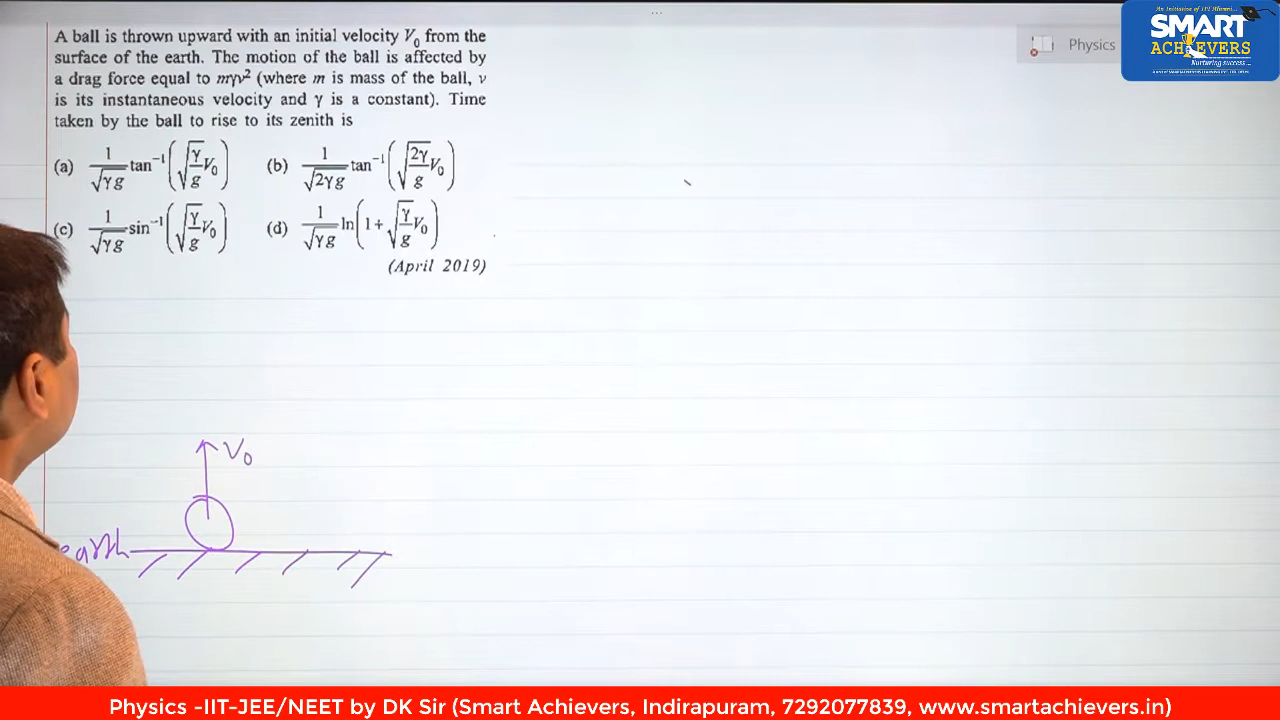 A ball is thrown upward with an initial velocity V₀ from the
surface of the earth. The motion of the ball is affected by
a drag force equal to mγv² (where m is mass of the ball, v
is its instantaneous velocity and γ is a constant). Time
taken by the ball to rise to its zenith is
(a) 1/√γg tan⁻¹(√(γ/g) V₀) (b) 1/√2γg tan⁻¹(√(2γ/g) V₀)
(c) 1/√γg sin⁻¹(√(γ/g) V₀) (d) 1/√γg ln(1 + √(γ/g) V₀)
(April 2019)
Physics
An Initiative of IIT Alumni...
SMART
ACHIEVERS
Nurturing success...
V₀
earth
Physics -IIT-JEE/NEET by DK Sir (Smart Achievers, Indirapuram, 7292077839, www.smartachievers.in)